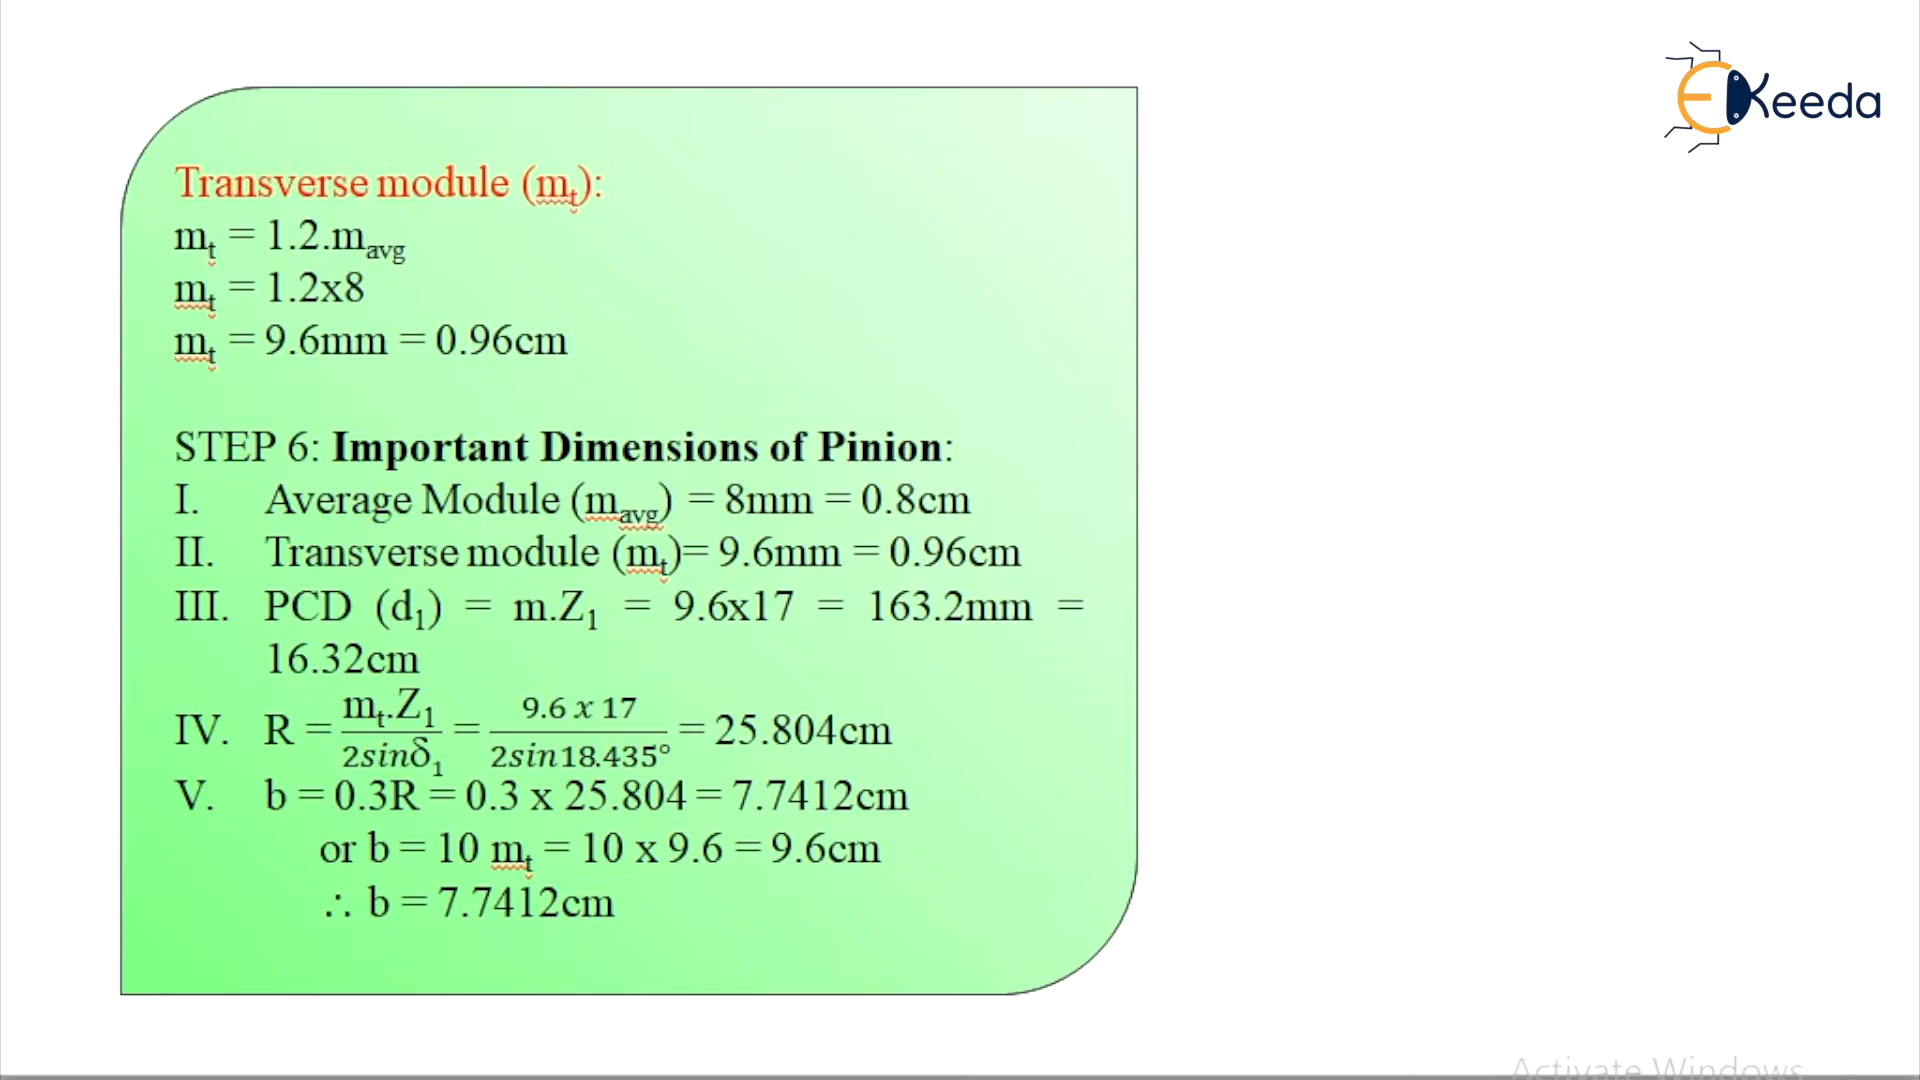 EKeeda
Transverse module (mt):
mt = 1.2.mavg
mt = 1.2x8
mt = 9.6mm = 0.96cm
STEP 6: Important Dimensions of Pinion:
I. Average Module (mavg) = 8mm = 0.8cm
II. Transverse module (mt)= 9.6mm = 0.96cm
III. PCD (d1) = m.Z1 = 9.6x17 = 163.2mm =
16.32cm
IV. R = mt.Z1 / 2sinδ1 = 9.6 x 17 / 2sin18.435° = 25.804cm
V. b = 0.3R = 0.3 x 25.804 = 7.7412cm
or b = 10 mt = 10 x 9.6 = 9.6cm
∴ b = 7.7412cm
Activate Windows